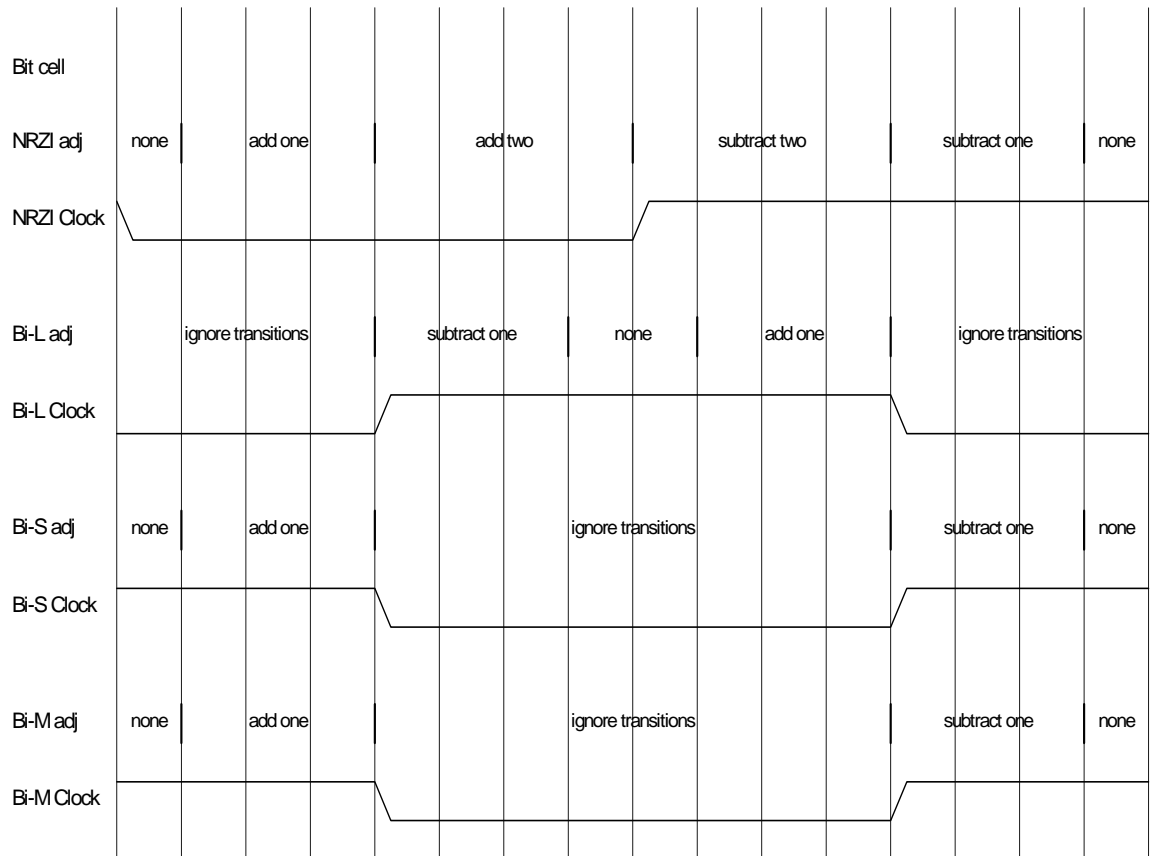 Bit cell
NRZI adj none add one add two subtract two subtract one none
NRZI Clock
Bi-L adj ignore transitions subtract one none add one ignore transitions
Bi-L Clock
Bi-S adj none add one ignore transitions subtract one none
Bi-S Clock
Bi-M adj none add one ignore transitions subtract one none
Bi-M Clock